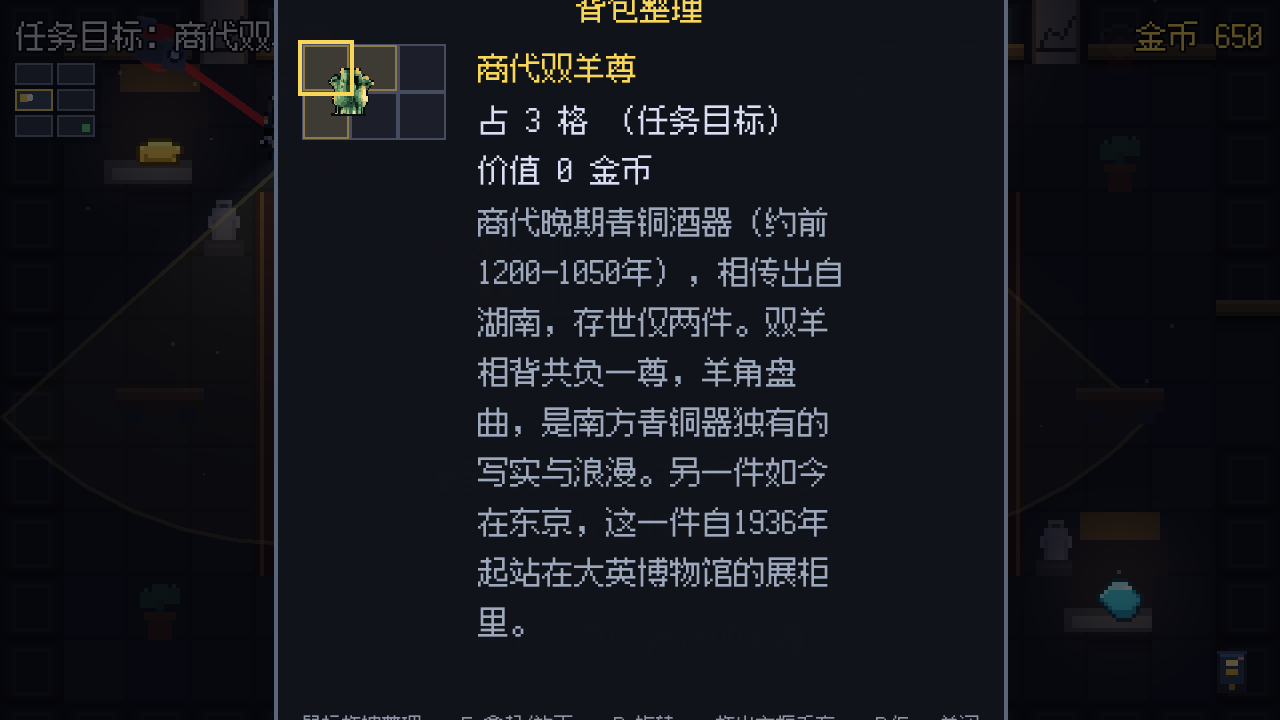 背包整理
任务目标：商代双
金币 650
商代双羊尊
占 3 格 （任务目标）
价值 0 金币
商代晚期青铜酒器（约前
1200-1050年），相传出自
湖南，存世仅两件。双羊
相背共负一尊，羊角盘
曲，是南方青铜器独有的
写实与浪漫。另一件如今
在东京，这一件自1936年
起站在大英博物馆的展柜
里。